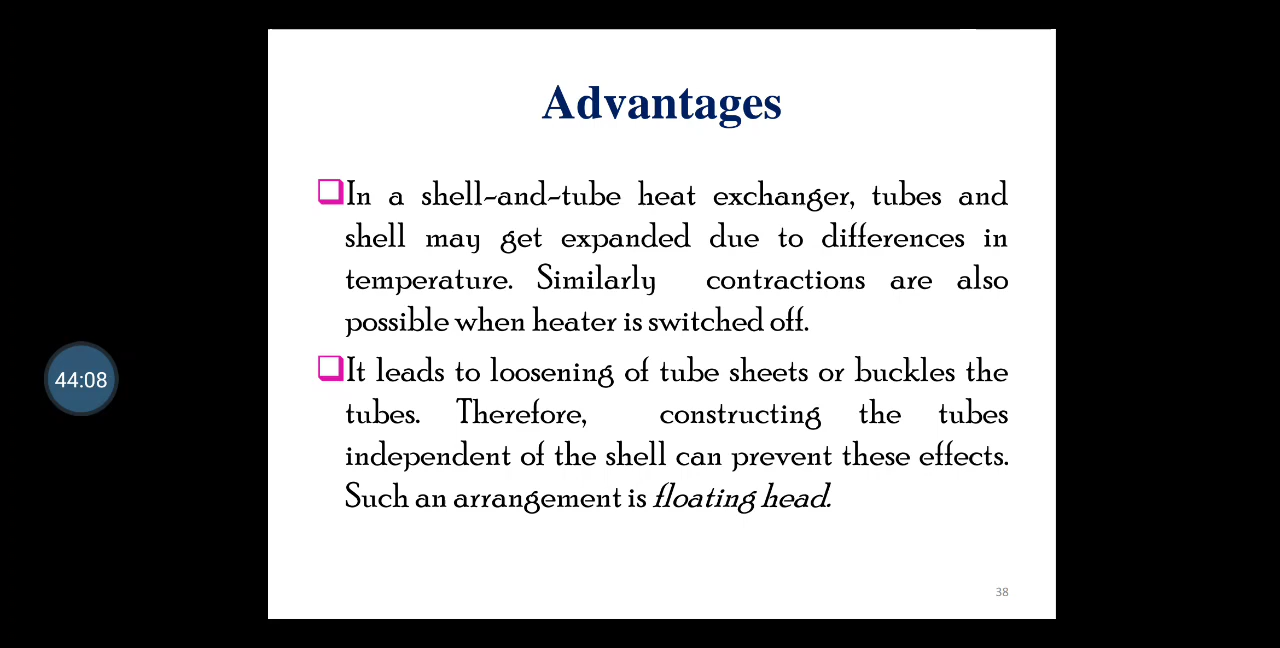 Advantages
In a shell-and-tube heat exchanger, tubes and
shell may get expanded due to differences in
temperature. Similarly contractions are also
possible when heater is switched off.
44:08
It leads to loosening of tube sheets or buckles the
tubes. Therefore, constructing the tubes
independent of the shell can prevent these effects.
Such an arrangement is floating head.
38